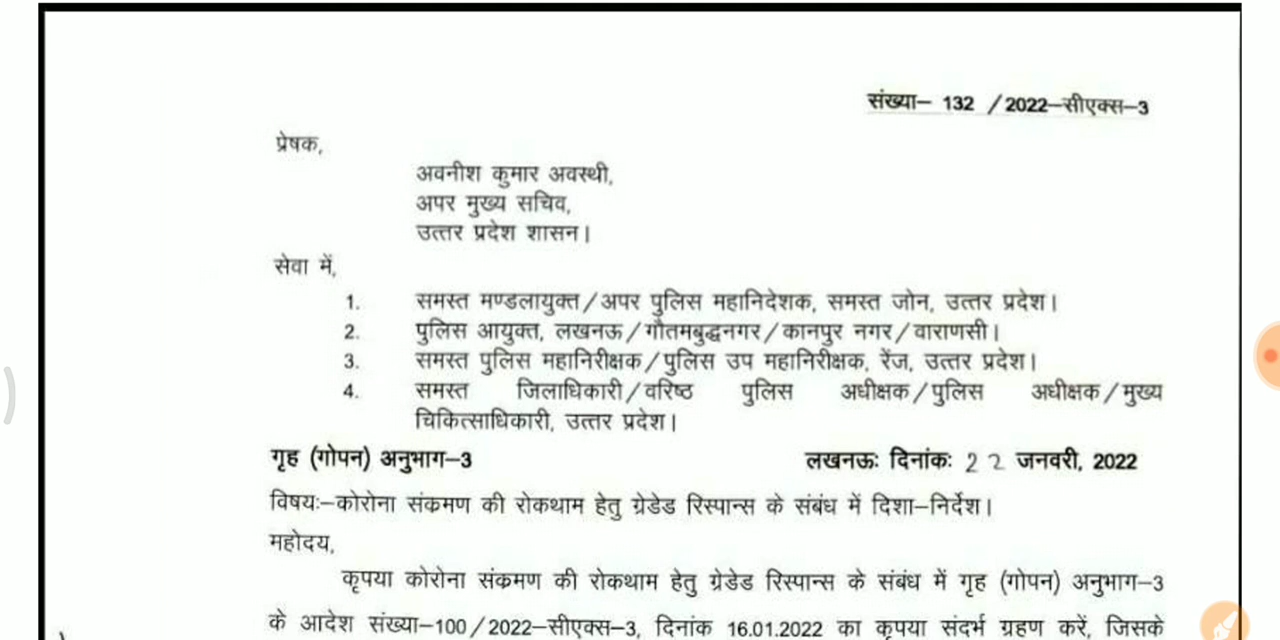 संख्या– 132 /2022–सीएक्स–3
प्रेषक,
अवनीश कुमार अवस्थी,
अपर मुख्य सचिव,
उत्तर प्रदेश शासन।
सेवा में,
1. समस्त मण्डलायुक्त/अपर पुलिस महानिदेशक, समस्त जोन, उत्तर प्रदेश।
2. पुलिस आयुक्त, लखनऊ/गौतमबुद्धनगर/कानपुर नगर/वाराणसी।
3. समस्त पुलिस महानिरीक्षक/पुलिस उप महानिरीक्षक, रेंज, उत्तर प्रदेश।
4. समस्त जिलाधिकारी/वरिष्ठ पुलिस अधीक्षक/पुलिस अधीक्षक/मुख्य
चिकित्साधिकारी, उत्तर प्रदेश।
गृह (गोपन) अनुभाग–3 लखनऊः दिनांकः 22 जनवरी, 2022
विषयः–कोरोना संक्रमण की रोकथाम हेतु ग्रेडेड रिस्पान्स के संबंध में दिशा–निर्देश।
महोदय,
कृपया कोरोना संक्रमण की रोकथाम हेतु ग्रेडेड रिस्पान्स के संबंध में गृह (गोपन) अनुभाग–3
के आदेश संख्या–100/2022–सीएक्स–3, दिनांक 16.01.2022 का कृपया संदर्भ ग्रहण करें, जिसके